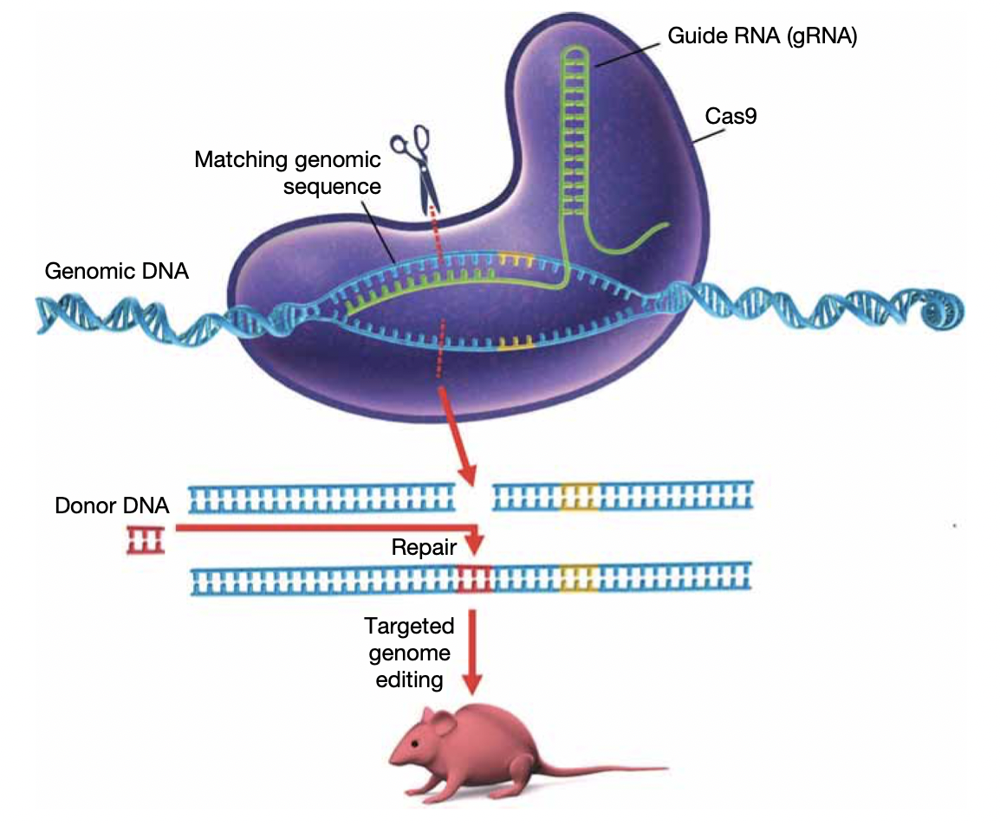 Guide RNA (gRNA)
Cas9
Matching genomic
sequence
Genomic DNA
Donor DNA
Repair
Targeted
genome
editing